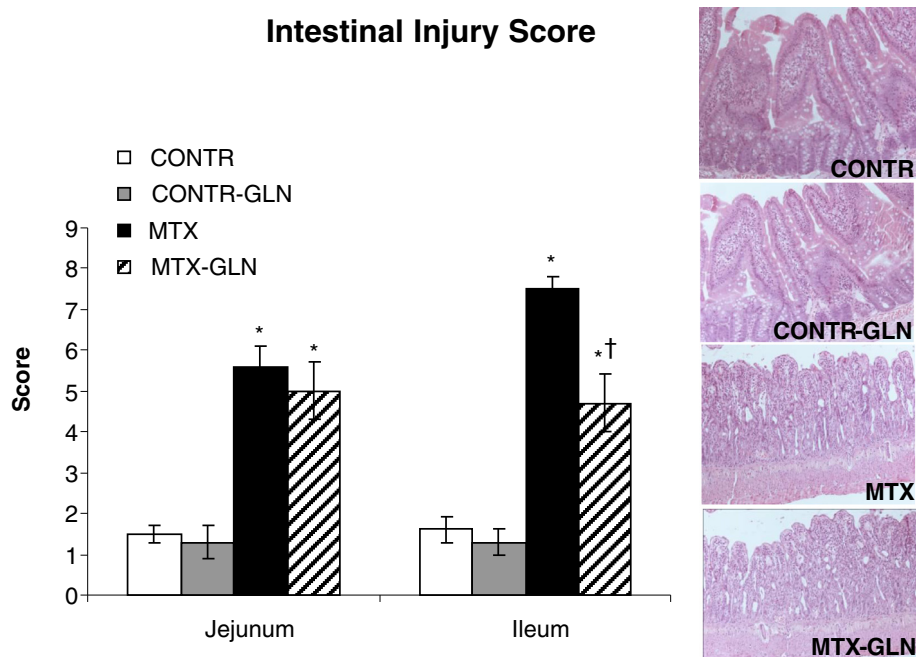 Intestinal Injury Score
CONTR
CONTR-GLN
MTX
MTX-GLN
9
8
7
6
5
4
3
2
1
0
Score
*
*
*
*†
Jejunum
Ileum
CONTR
CONTR-GLN
MTX
MTX-GLN